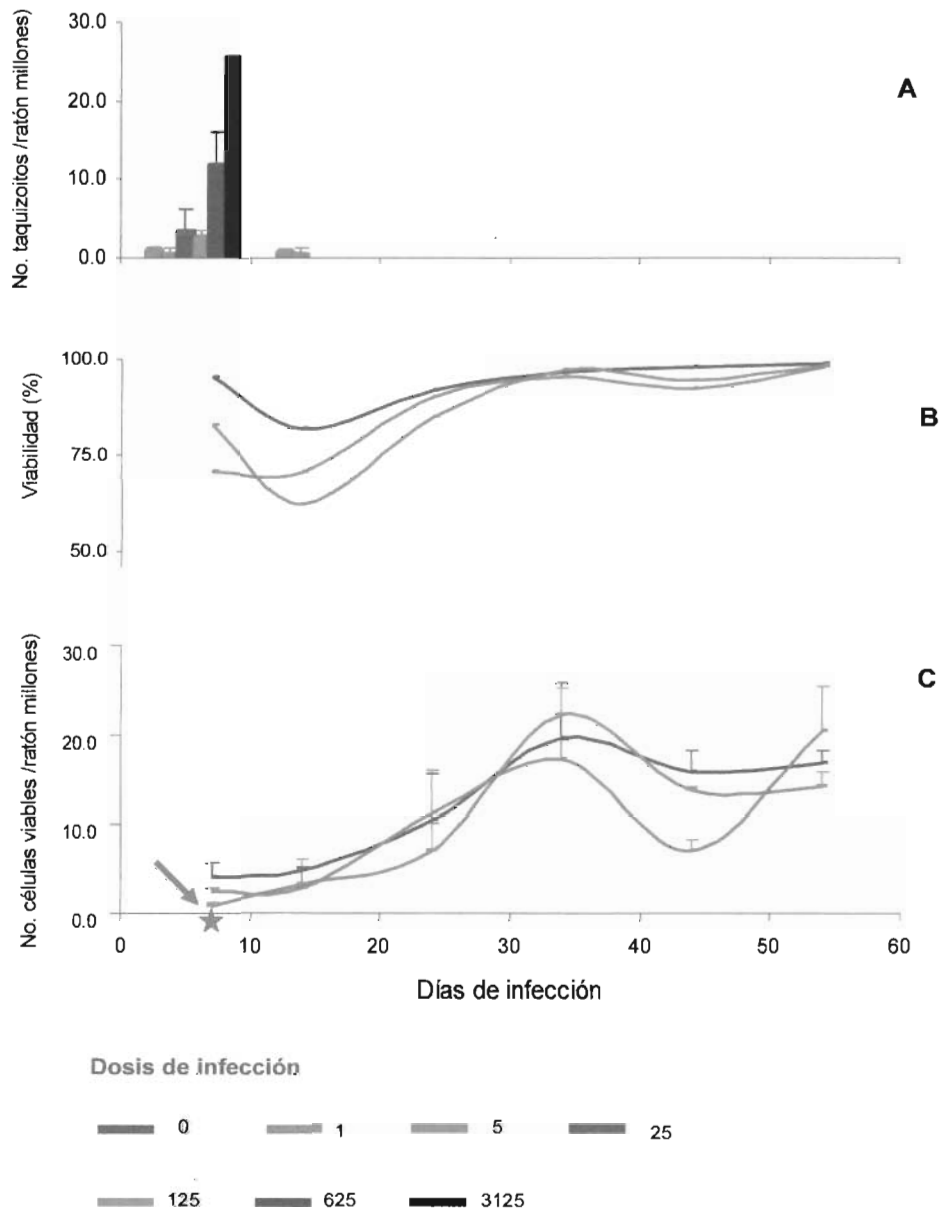 30.0
20.0
10.0
0.0
No. taquizoitos /ratón millones)
A
100.0
75.0
50.0
Viabilidad (%)
B
30.0
20.0
10.0
0.0
No. células viables /ratón millones)
C
0 10 20 30 40 50 60
Días de infección
Dosis de infección
0 1 5 25
125 625 3125